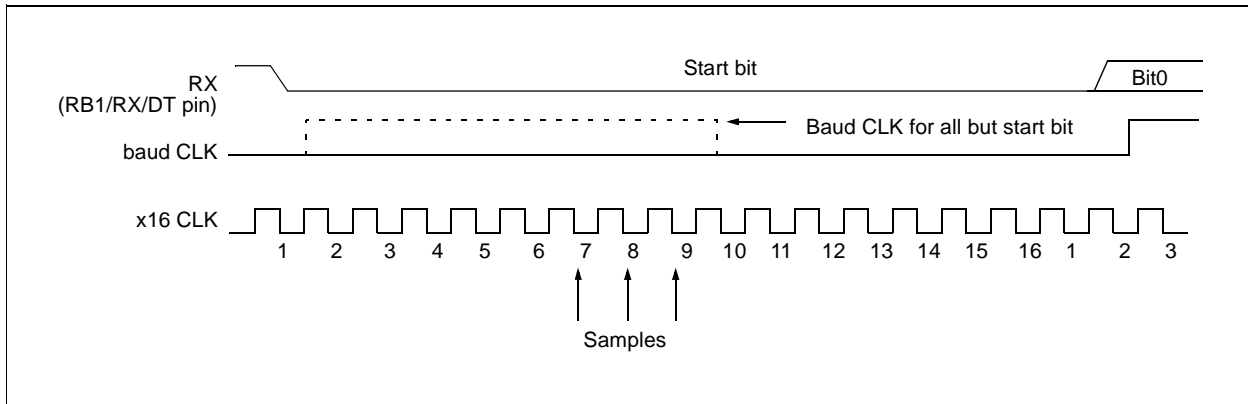 Start bit
Bit0
RX
(RB1/RX/DT pin)
Baud CLK for all but start bit
baud CLK
x16 CLK
1 2 3 4 5 6 7 8 9 10 11 12 13 14 15 16 1 2 3
Samples